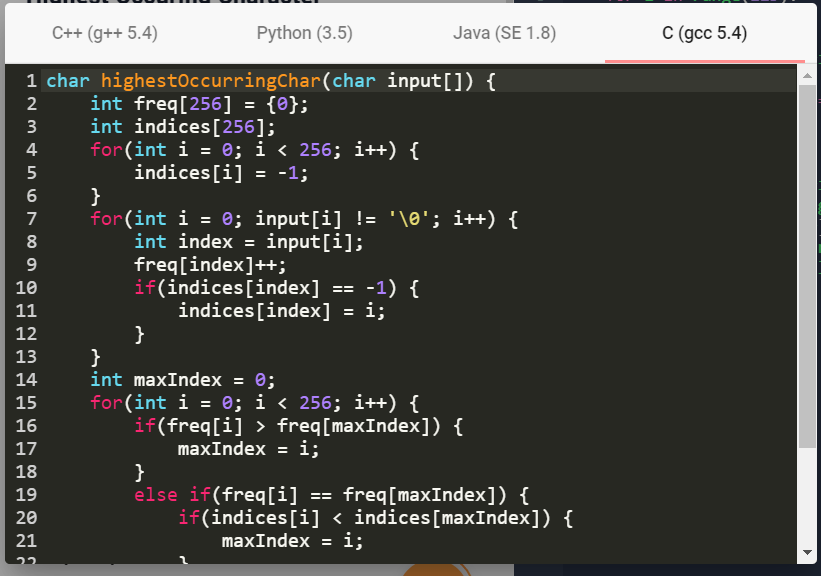 Highest Occuring Character
C++ (g++ 5.4) Python (3.5) Java (SE 1.8) C (gcc 5.4)
1 char highestOccurringChar(char input[]) {
2     int freq[256] = {0};
3     int indices[256];
4     for(int i = 0; i < 256; i++) {
5         indices[i] = -1;
6     }
7     for(int i = 0; input[i] != '\0'; i++) {
8         int index = input[i];
9         freq[index]++;
10         if(indices[index] == -1) {
11             indices[index] = i;
12         }
13     }
14     int maxIndex = 0;
15     for(int i = 0; i < 256; i++) {
16         if(freq[i] > freq[maxIndex]) {
17             maxIndex = i;
18         }
19         else if(freq[i] == freq[maxIndex]) {
20             if(indices[i] < indices[maxIndex]) {
21                 maxIndex = i;
22             }